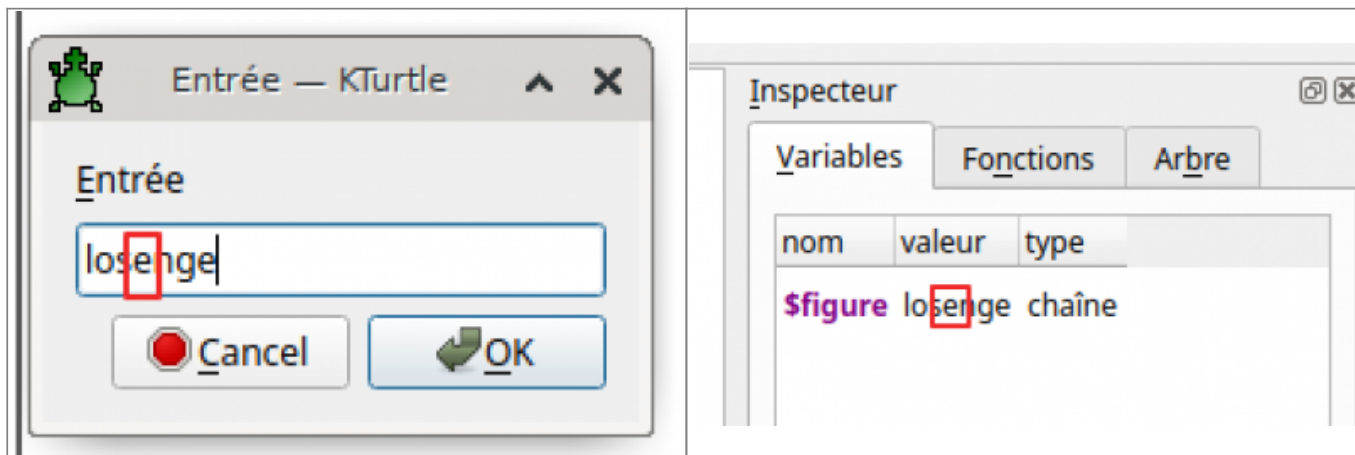 Entrée — KTurtle
Entrée
losenge
Cancel
OK
Inspecteur
Variables Fonctions Arbre
nom valeur type
$figure losenge chaîne